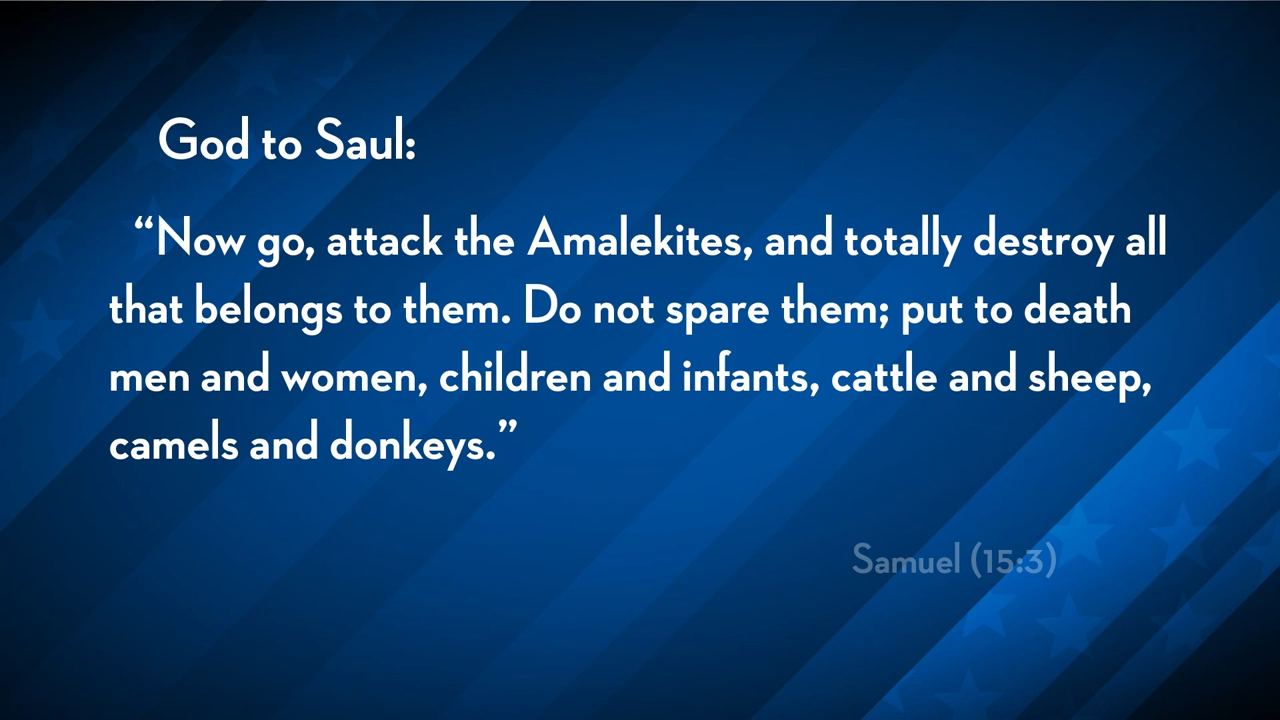 God to Saul:
“Now go, attack the Amalekites, and totally destroy all
that belongs to them. Do not spare them; put to death
men and women, children and infants, cattle and sheep,
camels and donkeys.”
Samuel (15:3)